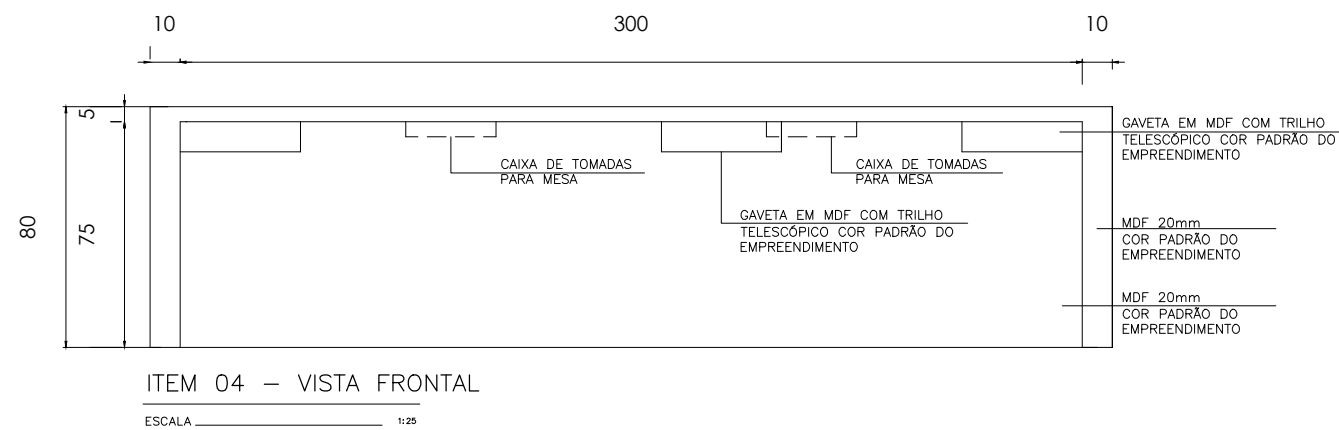 10
300
10
5
80
75
CAIXA DE TOMADAS
PARA MESA
CAIXA DE TOMADAS
PARA MESA
GAVETA EM MDF COM TRILHO
TELESCÓPICO COR PADRÃO DO
EMPREENDIMENTO
GAVETA EM MDF COM TRILHO
TELESCÓPICO COR PADRÃO DO
EMPREENDIMENTO
MDF 20mm
COR PADRÃO DO
EMPREENDIMENTO
MDF 20mm
COR PADRÃO DO
EMPREENDIMENTO
ITEM 04 – VISTA FRONTAL
ESCALA 1:25